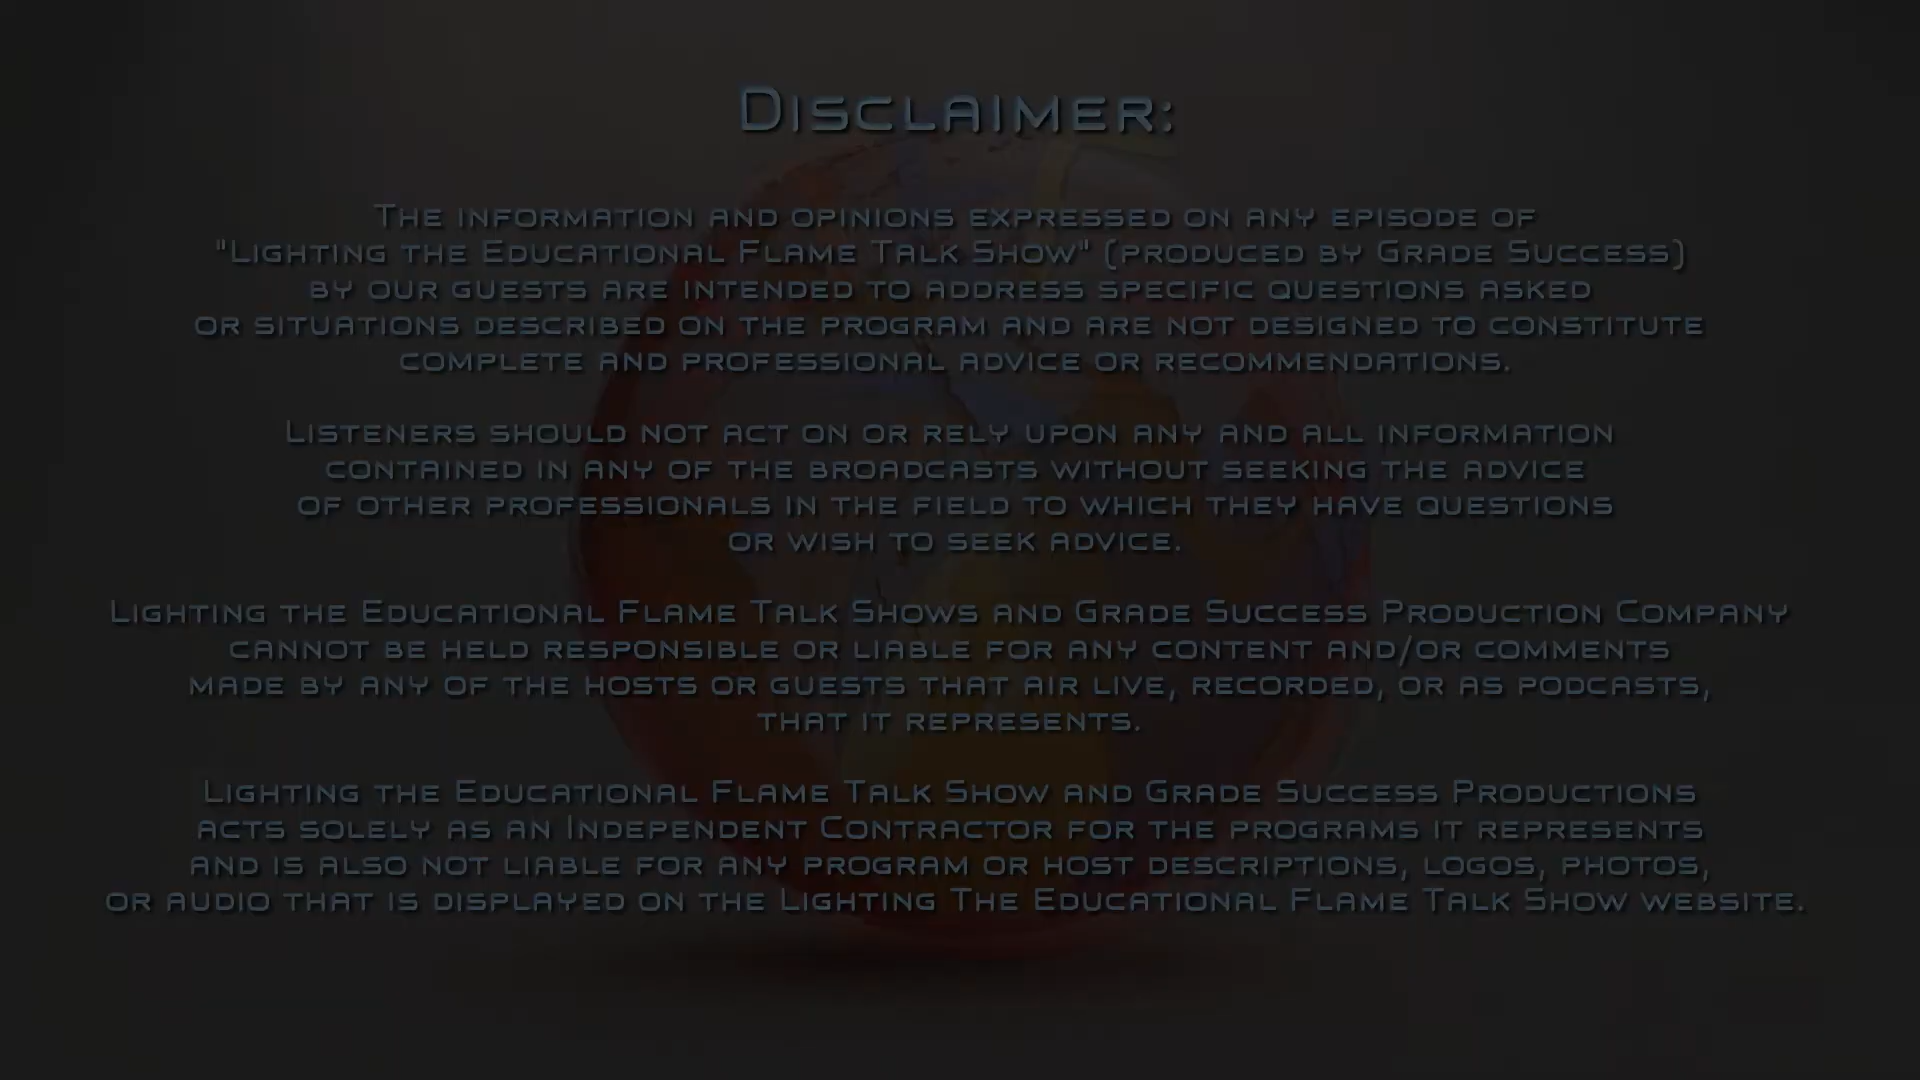 Disclaimer:
The information and opinions expressed on any episode of
"Lighting the Educational Flame Talk Show" (produced by Grade Success)
by our guests are intended to address specific questions asked
or situations described on the program and are not designed to constitute
complete and professional advice or recommendations.
Listeners should not act on or rely upon any and all information
contained in any of the broadcasts without seeking the advice
of other professionals in the field to which they have questions
or wish to seek advice.
Lighting the Educational Flame Talk Shows and Grade Success Production Company
cannot be held responsible or liable for any content and/or comments
made by any of the hosts or guests that air live, recorded, or as podcasts,
that it represents.
Lighting the Educational Flame Talk Show and Grade Success Productions
acts solely as an Independent Contractor for the programs it represents
and is also not liable for any program or host descriptions, logos, photos,
or audio that is displayed on the Lighting The Educational Flame Talk Show website.